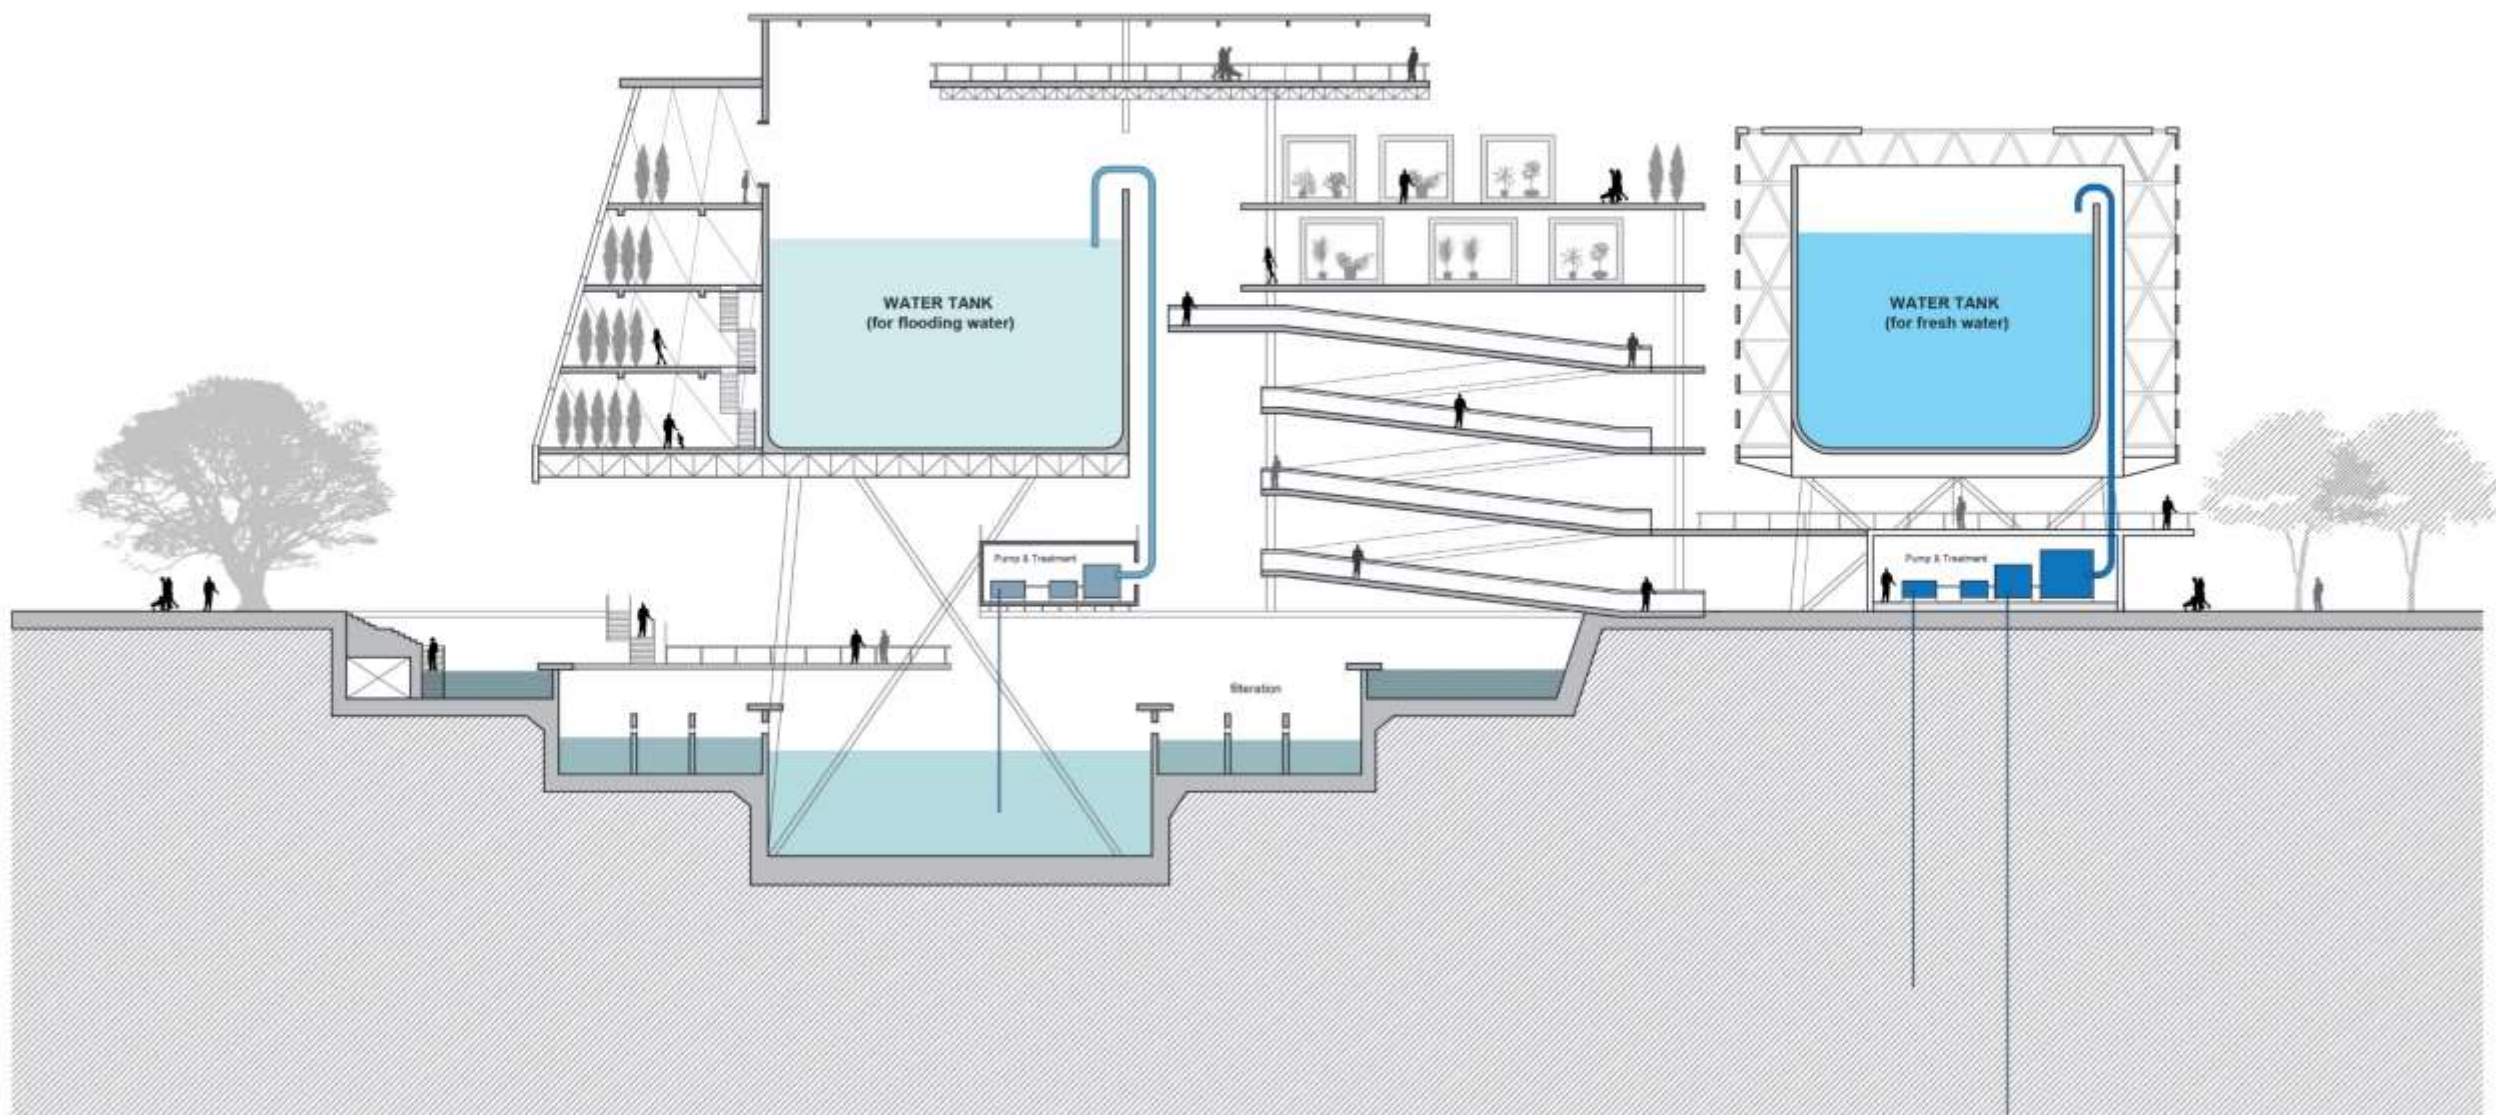 WATER TANK
(for flooding water)
WATER TANK
(for fresh water)
Pump & Treatment
Pump & Treatment
filteration